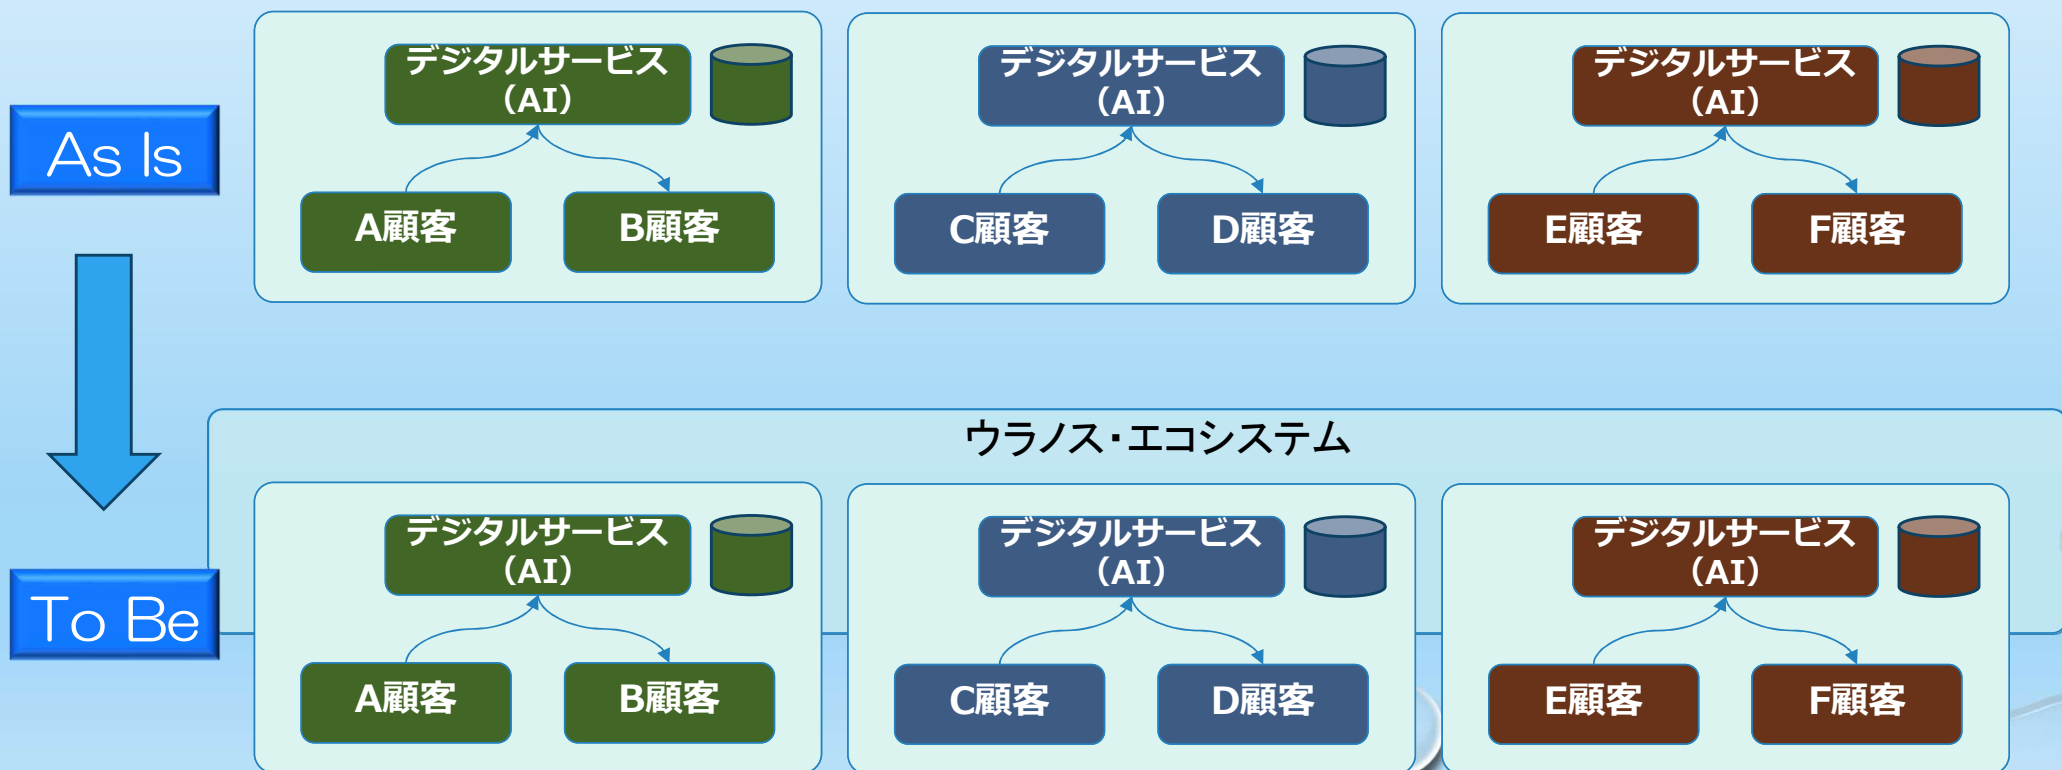 デジタルサービス
（AI）
デジタルサービス
（AI）
デジタルサービス
（AI）
As Is
A顧客
B顧客
C顧客
D顧客
E顧客
F顧客
ウラノス・エコシステム
デジタルサービス
（AI）
デジタルサービス
（AI）
デジタルサービス
（AI）
To Be
A顧客
B顧客
C顧客
D顧客
E顧客
F顧客